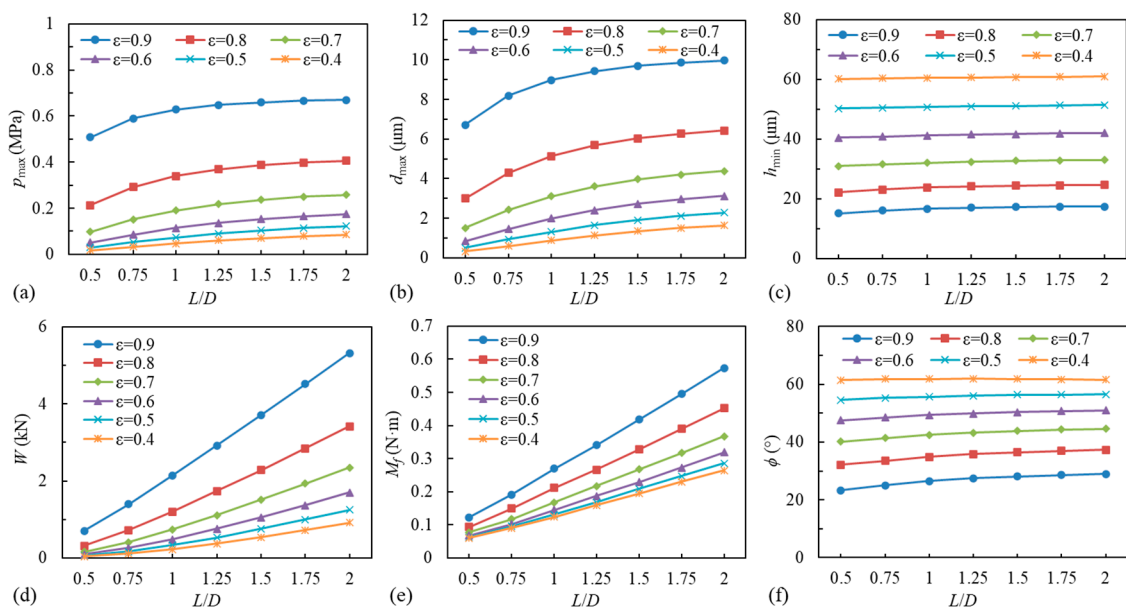 1
0.8
0.6
0.4
0.2
0
p_max (MPa)
ε=0.9 ε=0.8 ε=0.7
ε=0.6 ε=0.5 ε=0.4
0.5 0.75 1 1.25 1.5 1.75 2
L/D
(a)
12
10
8
6
4
2
0
d_max (μm)
ε=0.9 ε=0.8 ε=0.7
ε=0.6 ε=0.5 ε=0.4
0.5 0.75 1 1.25 1.5 1.75 2
L/D
(b)
80
60
40
20
0
h_min (μm)
ε=0.9 ε=0.8 ε=0.7
ε=0.6 ε=0.5 ε=0.4
0.5 0.75 1 1.25 1.5 1.75 2
L/D
(c)
6
4
2
0
W (kN)
ε=0.9
ε=0.8
ε=0.7
ε=0.6
ε=0.5
ε=0.4
0.5 0.75 1 1.25 1.5 1.75 2
L/D
(d)
0.7
0.6
0.5
0.4
0.3
0.2
0.1
0
M_f (N·m)
ε=0.9
ε=0.8
ε=0.7
ε=0.6
ε=0.5
ε=0.4
0.5 0.75 1 1.25 1.5 1.75 2
L/D
(e)
80
60
40
20
0
ϕ (°)
ε=0.9 ε=0.8 ε=0.7
ε=0.6 ε=0.5 ε=0.4
0.5 0.75 1 1.25 1.5 1.75 2
L/D
(f)